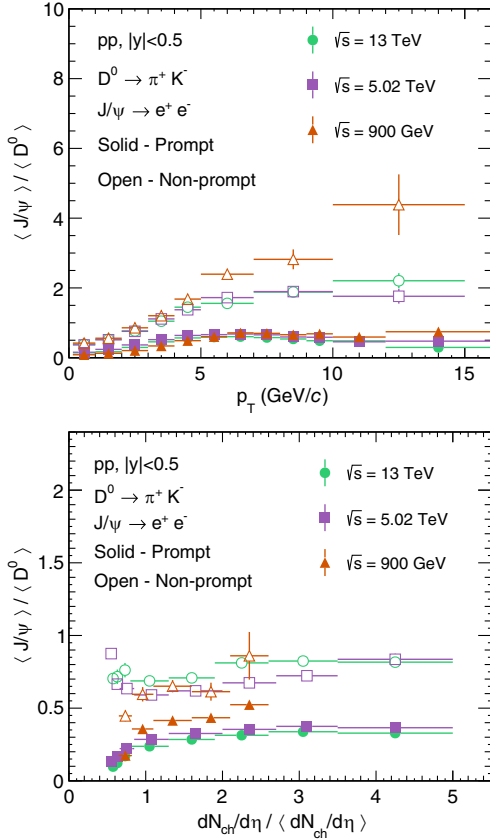 10
8
6
4
2
0
⟨ J/ψ ⟩ / ⟨ D⁰ ⟩
pp, |y|<0.5
D⁰ → π⁺ K⁻
J/ψ → e⁺ e⁻
Solid - Prompt
Open - Non-prompt
√s = 13 TeV
√s = 5.02 TeV
√s = 900 GeV
0 5 10 15
p_T (GeV/c)
2
1.5
1
0.5
0
⟨ J/ψ ⟩ / ⟨ D⁰ ⟩
pp, |y|<0.5
D⁰ → π⁺ K⁻
J/ψ → e⁺ e⁻
Solid - Prompt
Open - Non-prompt
√s = 13 TeV
√s = 5.02 TeV
√s = 900 GeV
0 1 2 3 4 5
dN_ch/dη / ⟨ dN_ch/dη ⟩